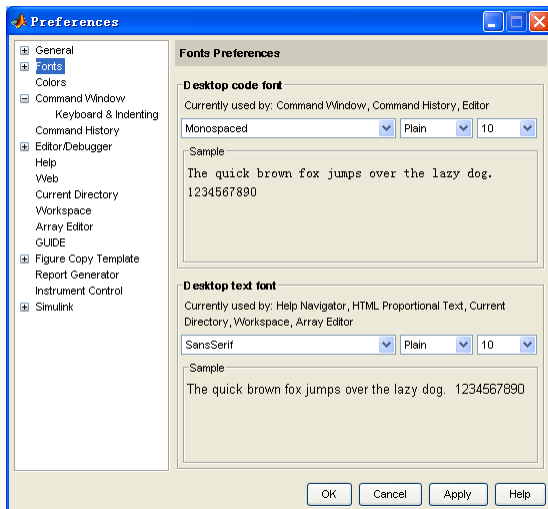 Preferences
General
Fonts
Colors
Command Window
Keyboard & Indenting
Command History
Editor/Debugger
Help
Web
Current Directory
Workspace
Array Editor
GUIDE
Figure Copy Template
Report Generator
Instrument Control
Simulink
Fonts Preferences
Desktop code font
Currently used by: Command Window, Command History, Editor
Monospaced Plain 10
Sample
The quick brown fox jumps over the lazy dog.
1234567890
Desktop text font
Currently used by: Help Navigator, HTML Proportional Text, Current
Directory, Workspace, Array Editor
SansSerif Plain 10
Sample
The quick brown fox jumps over the lazy dog. 1234567890
OK Cancel Apply Help